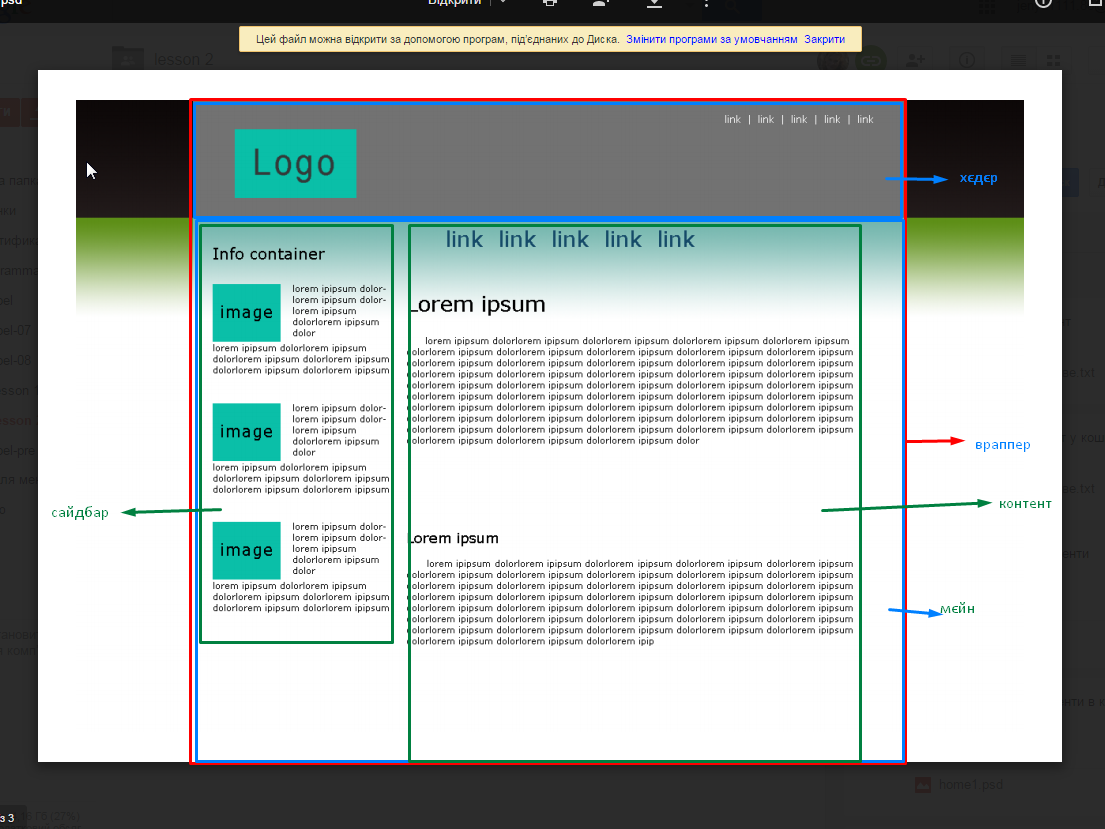 psd
Відкрити
Цей файл можна відкрити за допомогою програм, під'єднаних до Диска. Змінити програми за умовчанням Закрити
lesson 2
link | link | link | link | link
Logo
хєдєр
link link link link link
Info container
image
lorem ipipsum dolor-
lorem ipipsum dolor-
lorem ipipsum
dolorlorem ipipsum
dolor
lorem ipipsum dolorlorem ipipsum
dolorlorem ipipsum dolorlorem ipipsum
dolorlorem ipipsum dolorlorem ipipsum
image
lorem ipipsum dolor-
lorem ipipsum dolor-
lorem ipipsum
dolorlorem ipipsum
dolor
lorem ipipsum dolorlorem ipipsum
dolorlorem ipipsum dolorlorem ipipsum
dolorlorem ipipsum dolorlorem ipipsum
image
lorem ipipsum dolor-
lorem ipipsum dolor-
lorem ipipsum
dolorlorem ipipsum
dolor
lorem ipipsum dolorlorem ipipsum
dolorlorem ipipsum dolorlorem ipipsum
dolorlorem ipipsum dolorlorem ipipsum
Lorem ipsum
lorem ipipsum dolorlorem ipipsum dolorlorem ipipsum dolorlorem ipipsum dolorlorem ipipsum
dolorlorem ipipsum dolorlorem ipipsum dolorlorem ipipsum dolorlorem ipipsum dolorlorem ipipsum
dolorlorem ipipsum dolorlorem ipipsum dolorlorem ipipsum dolorlorem ipipsum dolorlorem ipipsum
dolorlorem ipipsum dolorlorem ipipsum dolorlorem ipipsum dolorlorem ipipsum dolorlorem ipipsum
dolorlorem ipipsum dolorlorem ipipsum dolorlorem ipipsum dolorlorem ipipsum dolorlorem ipipsum
dolorlorem ipipsum dolorlorem ipipsum dolorlorem ipipsum dolorlorem ipipsum dolorlorem ipipsum
dolorlorem ipipsum dolorlorem ipipsum dolorlorem ipipsum dolorlorem ipipsum dolorlorem ipipsum
dolorlorem ipipsum dolorlorem ipipsum dolorlorem ipipsum dolorlorem ipipsum dolorlorem ipipsum
dolorlorem ipipsum dolorlorem ipipsum dolorlorem ipipsum dolorlorem ipipsum dolorlorem ipipsum
dolorlorem ipipsum dolorlorem ipipsum dolorlorem ipipsum dolor
Lorem ipsum
lorem ipipsum dolorlorem ipipsum dolorlorem ipipsum dolorlorem ipipsum dolorlorem ipipsum
dolorlorem ipipsum dolorlorem ipipsum dolorlorem ipipsum dolorlorem ipipsum dolorlorem ipipsum
dolorlorem ipipsum dolorlorem ipipsum dolorlorem ipipsum dolorlorem ipipsum dolorlorem ipipsum
dolorlorem ipipsum dolorlorem ipipsum dolorlorem ipipsum dolorlorem ipipsum dolorlorem ipipsum
dolorlorem ipipsum dolorlorem ipipsum dolorlorem ipipsum dolorlorem ipipsum dolorlorem ipipsum
dolorlorem ipipsum dolorlorem ipipsum dolorlorem ipipsum dolorlorem ipipsum dolorlorem ipipsum
dolorlorem ipipsum dolorlorem ipipsum dolorlorem ipipsum dolorlorem ipipsum dolorlorem ipipsum
dolorlorem ipipsum dolorlorem ipipsum dolorlorem ipip
сайдбар
враппер
контент
мєйн
home1.psd
з 3